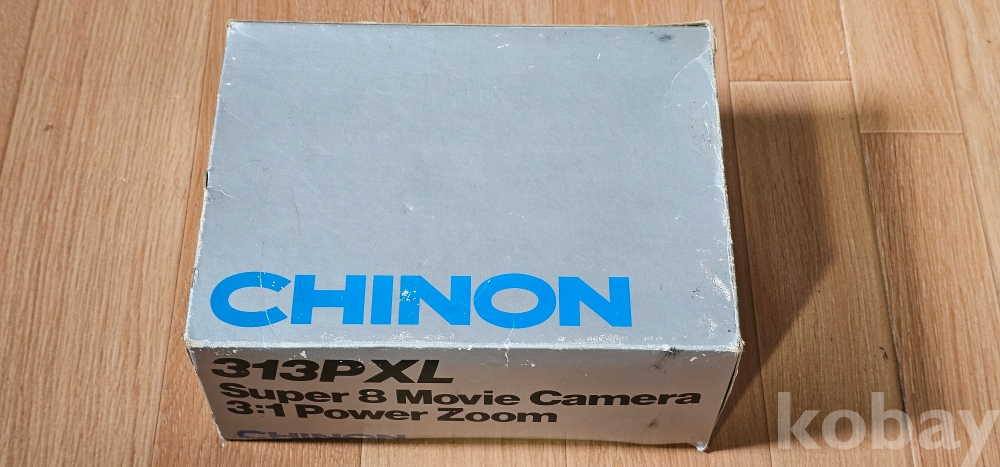 CHINON
313PXL
Super 8 Movie Camera
3:1 Power Zoom
CHINON
kobay